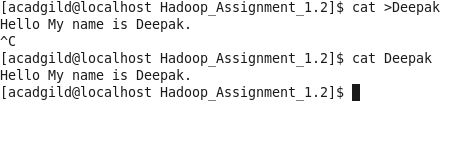 [acadgild@localhost Hadoop_Assignment_1.2]$ cat >Deepak
Hello My name is Deepak.
^C
[acadgild@localhost Hadoop_Assignment_1.2]$ cat Deepak
Hello My name is Deepak.
[acadgild@localhost Hadoop_Assignment_1.2]$